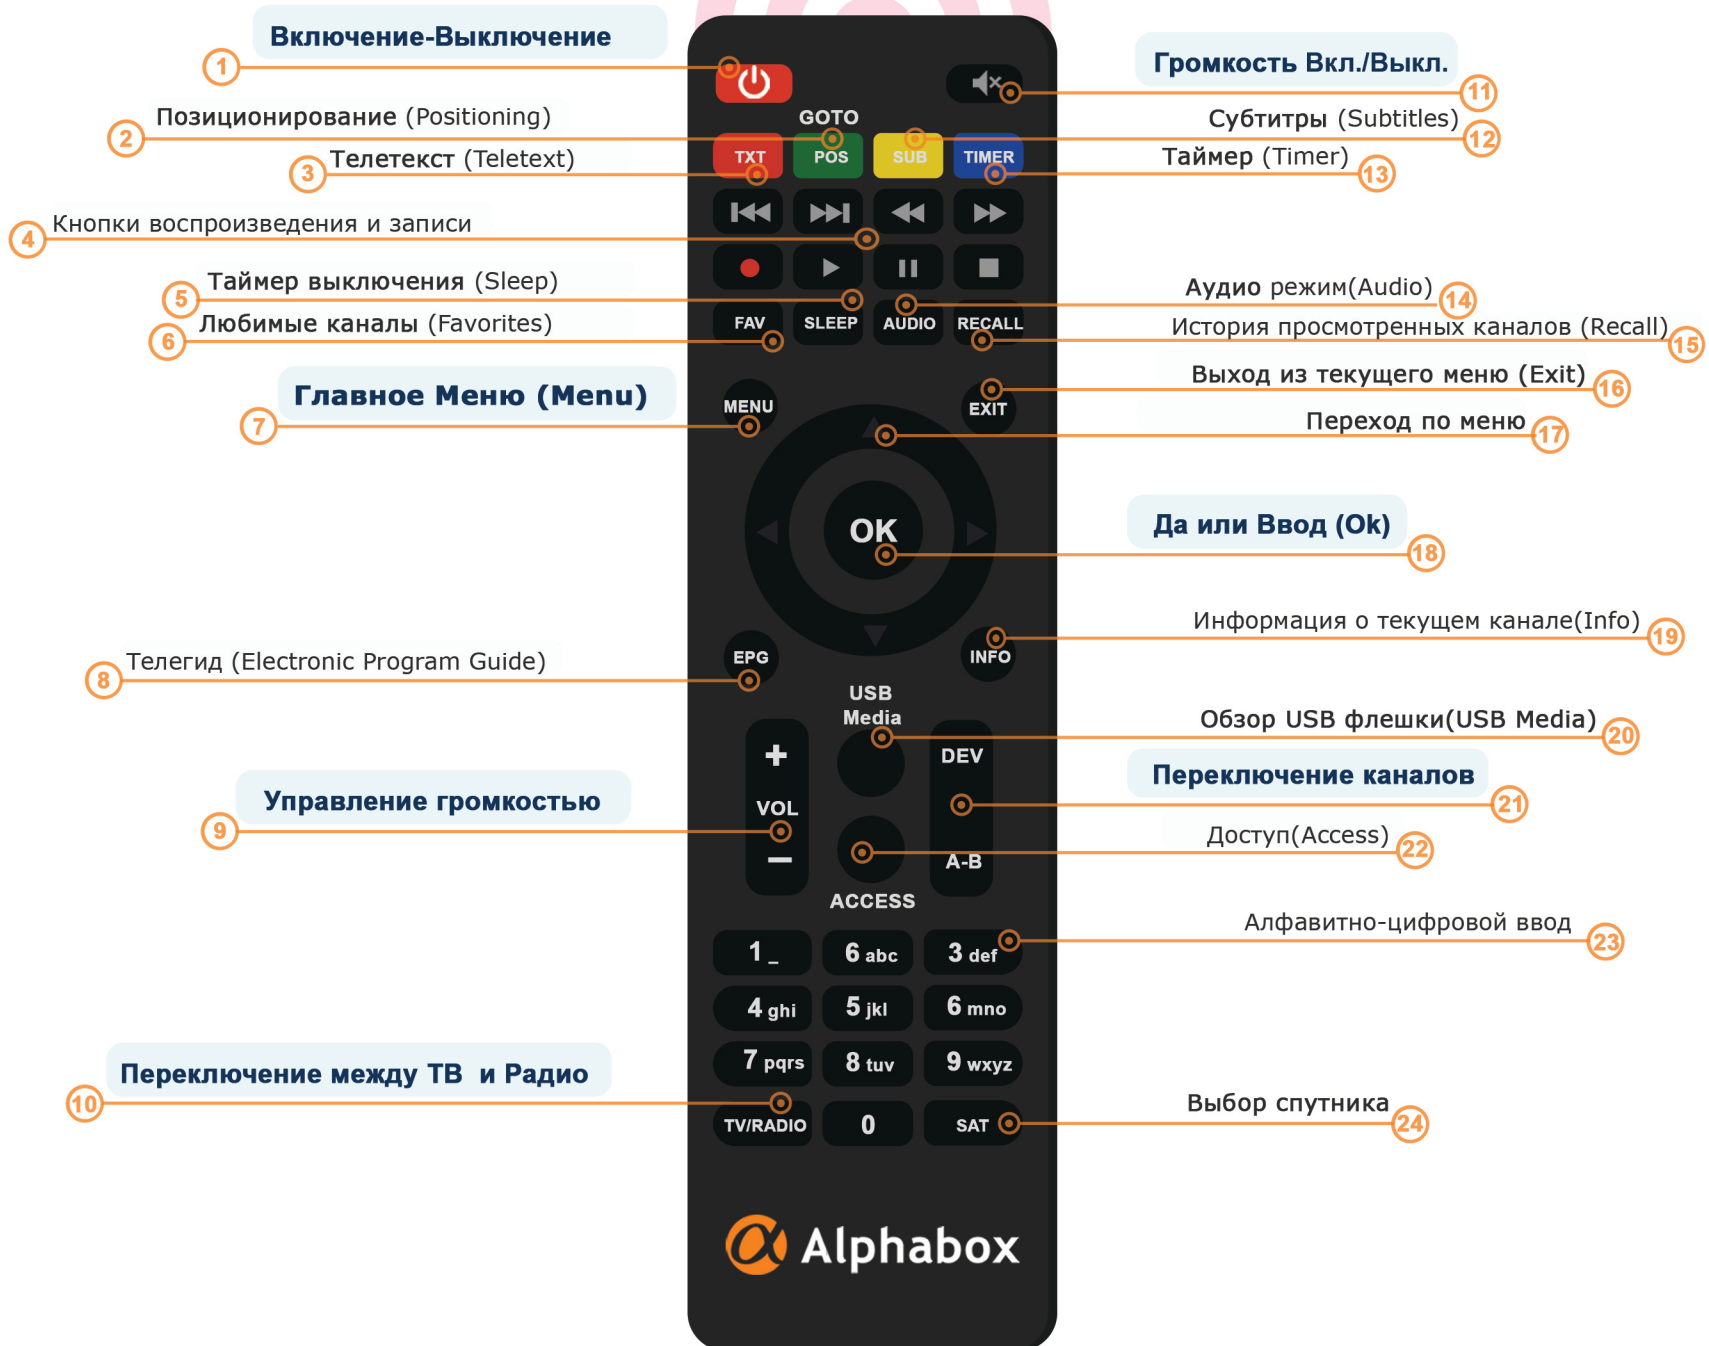 Включение-Выключение
1
Позиционирование (Positioning)
2
Телетекст (Teletext)
3
Кнопки воспроизведения и записи
4
Таймер выключения (Sleep)
5
Любимые каналы (Favorites)
6
Главное Меню (Menu)
7
Телегид (Electronic Program Guide)
8
Управление громкостью
9
Переключение между ТВ и Радио
10
GOTO
TXT POS SUB TIMER
FAV SLEEP AUDIO RECALL
MENU EXIT
OK
EPG INFO
USB
Media
+ DEV
VOL
− A-B
ACCESS
1 _ 6 abc 3 def
4 ghi 5 jkl 6 mno
7 pqrs 8 tuv 9 wxyz
TV/RADIO 0 SAT
Alphabox
Громкость Вкл./Выкл.
11
Субтитры (Subtitles)
12
Таймер (Timer)
13
Аудио режим(Audio)
14
История просмотренных каналов (Recall)
15
Выход из текущего меню (Exit)
16
Переход по меню
17
Да или Ввод (Ok)
18
Информация о текущем канале(Info)
19
Обзор USB флешки(USB Media)
20
Переключение каналов
21
Доступ(Access)
22
Алфавитно-цифровой ввод
23
Выбор спутника
24